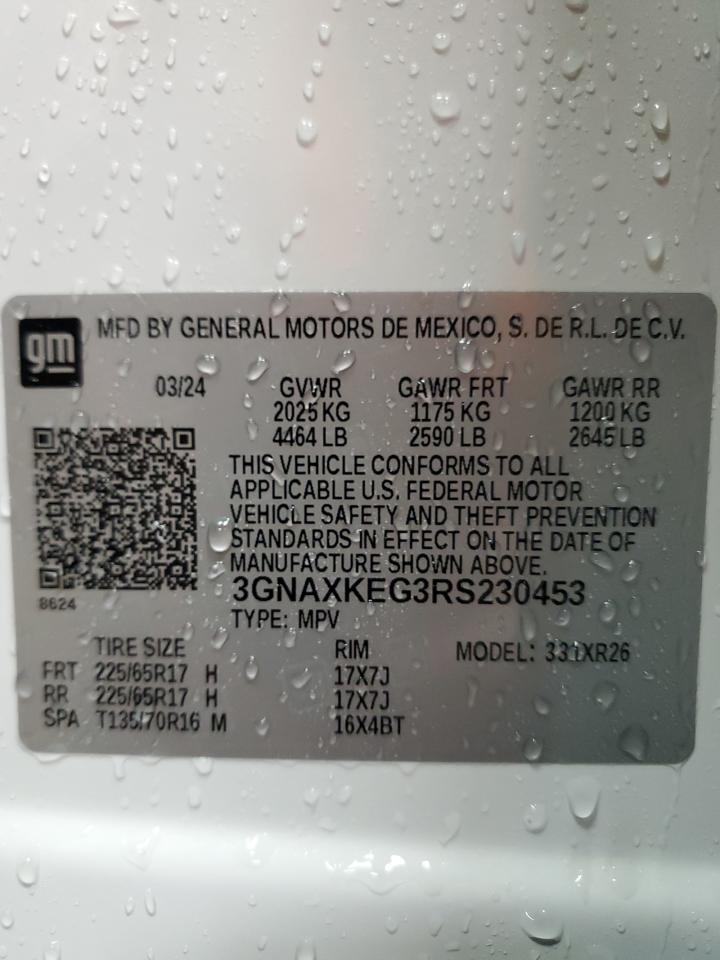 gm MFD BY GENERAL MOTORS DE MEXICO, S. DE R.L. DE C.V.
03/24 GVWR GAWR FRT GAWR RR
2025 KG 1175 KG 1200 KG
4464 LB 2590 LB 2645 LB
THIS VEHICLE CONFORMS TO ALL
APPLICABLE U.S. FEDERAL MOTOR
VEHICLE SAFETY AND THEFT PREVENTION
STANDARDS IN EFFECT ON THE DATE OF
MANUFACTURE SHOWN ABOVE.
3GNAXKEG3RS230453
8624
TYPE: MPV
TIRE SIZE RIM MODEL: 331XR26
FRT 225/65R17 H 17X7J
RR 225/65R17 H 17X7J
SPA T135/70R16 M 16X4BT